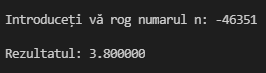 Introduceți vă rog numarul n: -46351
Rezultatul: 3.800000